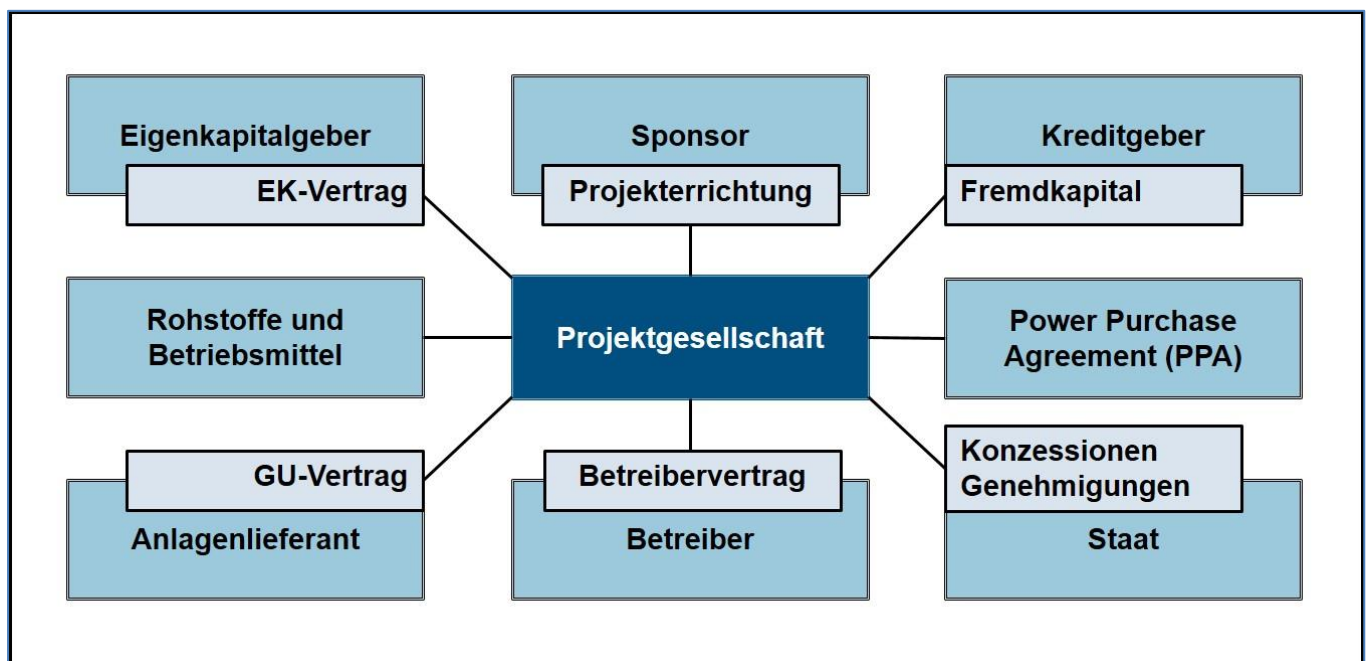 Eigenkapitalgeber
EK-Vertrag
Sponsor
Projekterrichtung
Kreditgeber
Fremdkapital
Rohstoffe und
Betriebsmittel
Projektgesellschaft
Power Purchase
Agreement (PPA)
GU-Vertrag
Anlagenlieferant
Betreibervertrag
Betreiber
Konzessionen
Genehmigungen
Staat